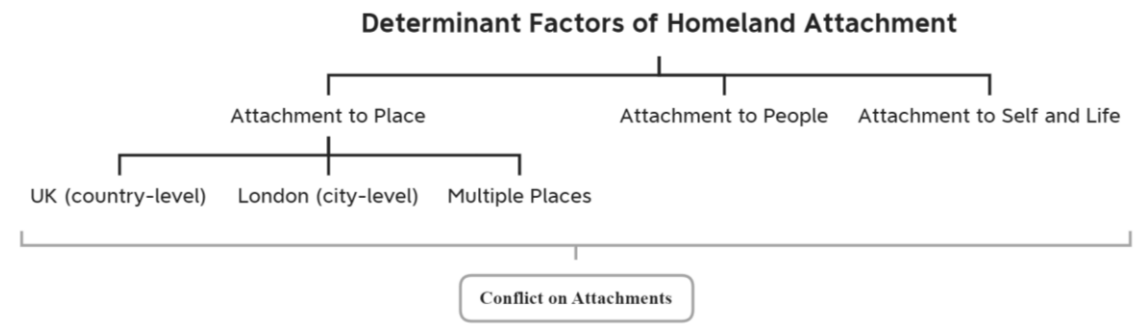 Determinant Factors of Homeland Attachment
Attachment to Place
Attachment to People
Attachment to Self and Life
UK (country-level)
London (city-level)
Multiple Places
Conflict on Attachments